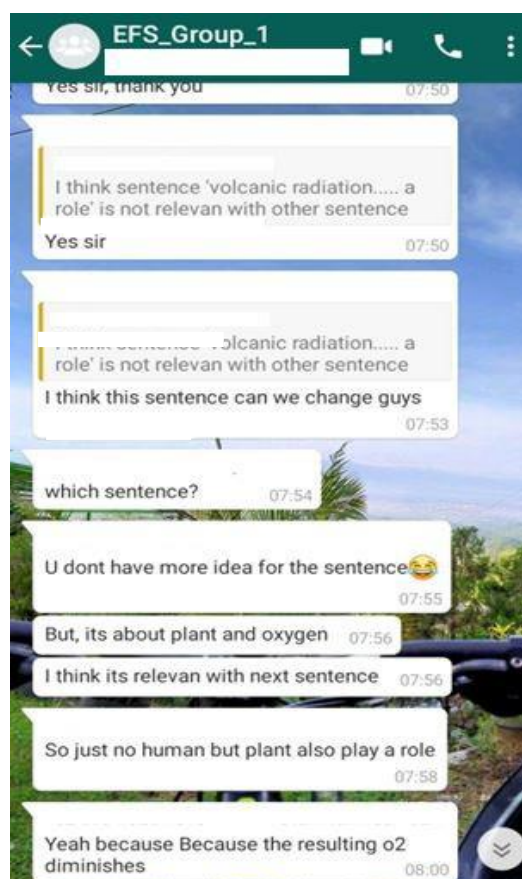 EFS_Group_1
Yes sir, thank you
07:50
I think sentence 'volcanic radiation..... a
role' is not relevan with other sentence
Yes sir
07:50
volcanic radiation..... a
role' is not relevan with other sentence
I think this sentence can we change guys
07:53
which sentence?
07:54
U dont have more idea for the sentence😂
07:55
But, its about plant and oxygen 07:56
I think its relevan with next sentence 07:56
So just no human but plant also play a role
07:58
Yeah because Because the resulting o2
diminishes
08:00